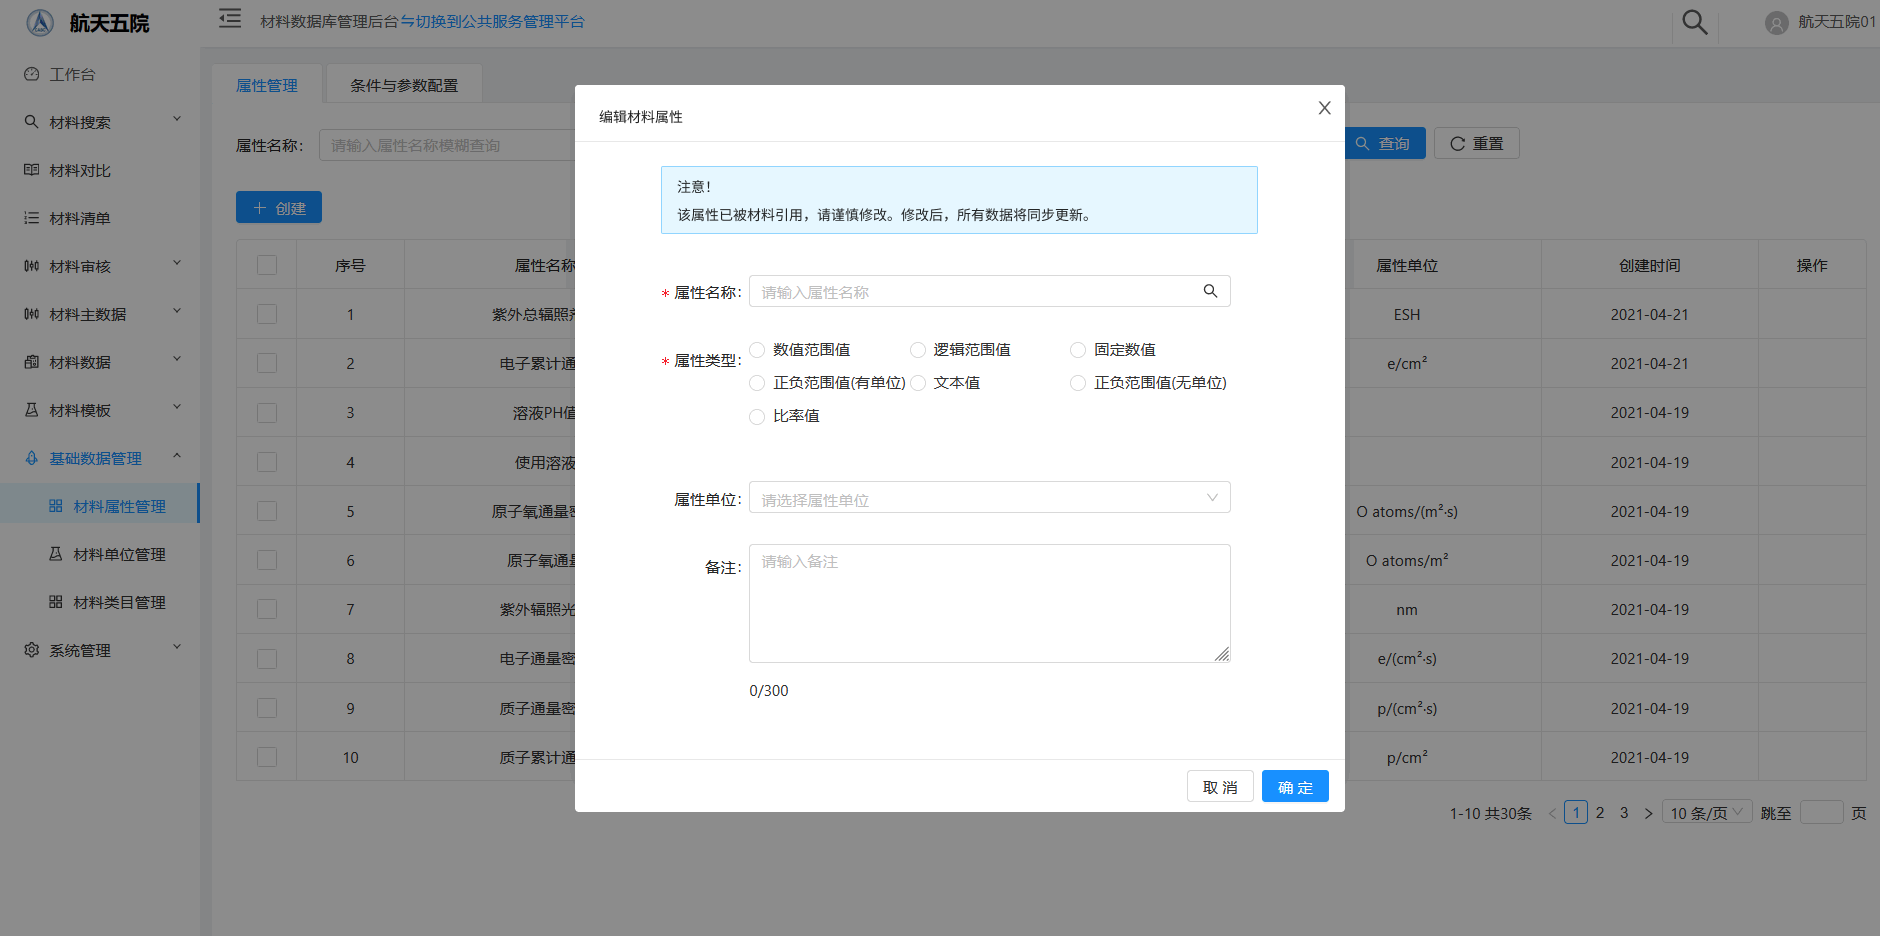 航天五院
材料数据库管理后台⇋切换到公共服务管理平台
航天五院01
工作台
材料搜索
材料对比
材料清单
材料审核
材料主数据
材料数据
材料模板
基础数据管理
材料属性管理
材料单位管理
材料类目管理
系统管理
属性管理
条件与参数配置
属性名称：
请输入属性名称模糊查询
查询
重置
创建
序号 属性名称 属性单位 创建时间 操作
1 紫外总辐照 ESH 2021-04-21
2 电子累计通 e/cm² 2021-04-21
3 溶液PH值 2021-04-19
4 使用溶液 2021-04-19
5 原子氧通量 O atoms/(m²·s) 2021-04-19
6 原子氧通 O atoms/m² 2021-04-19
7 紫外辐照光 nm 2021-04-19
8 电子通量密 e/(cm²·s) 2021-04-19
9 质子通量密 p/(cm²·s) 2021-04-19
10 质子累计通 p/cm² 2021-04-19
1-10 共30条 < 1 2 3 > 10 条/页 跳至 页
编辑材料属性
注意！
该属性已被材料引用，请谨慎修改。修改后，所有数据将同步更新。
* 属性名称：
请输入属性名称
* 属性类型：
数值范围值 逻辑范围值 固定数值
正负范围值(有单位) 文本值 正负范围值(无单位)
比率值
属性单位：
请选择属性单位
备注：
请输入备注
0/300
取 消
确 定